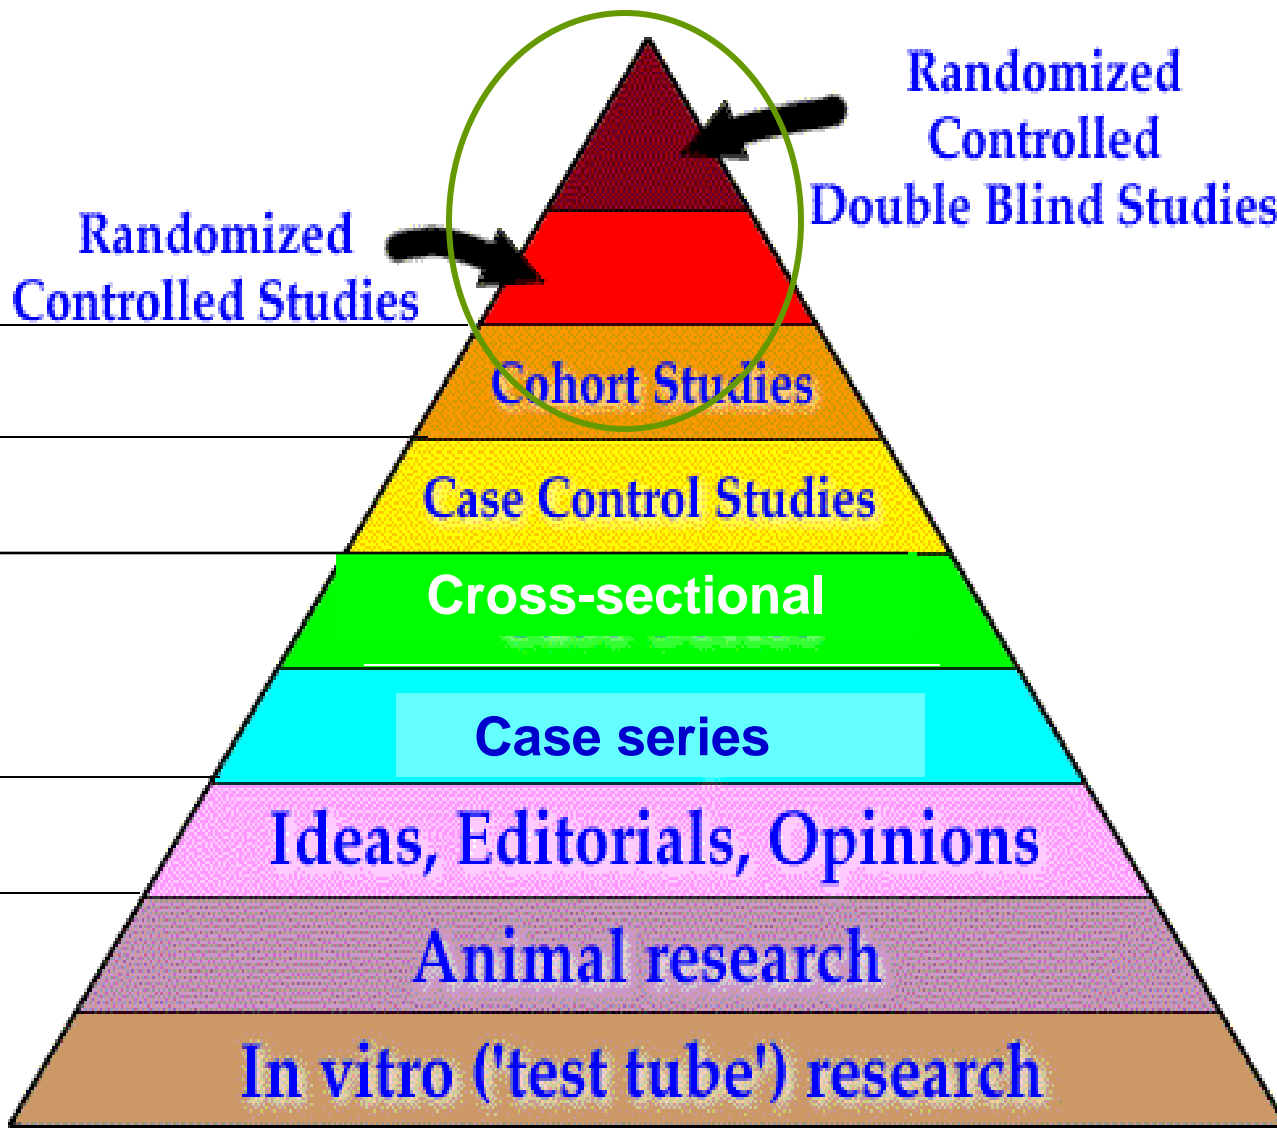 Randomized
Controlled
Double Blind Studies
Randomized
Controlled Studies
Cohort Studies
Case Control Studies
Cross-sectional
Case series
Ideas, Editorials, Opinions
Animal research
In vitro ('test tube') research